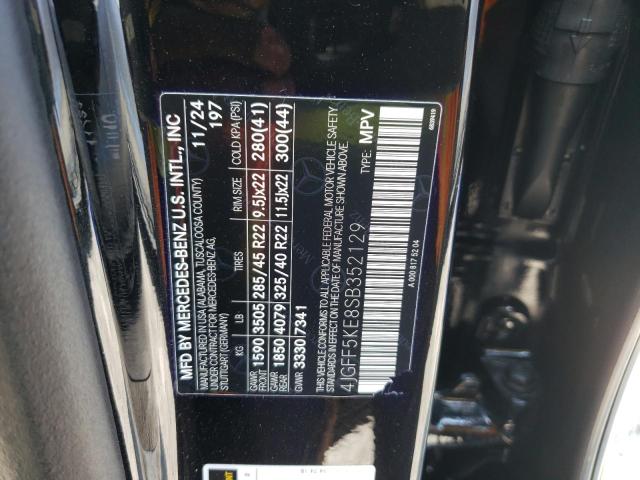 MFD BY MERCEDES-BENZ U.S. INTL., INC 11/24
MANUFACTURED IN USA (ALABAMA, TUSCALOOSA COUNTY) 197
UNDER CONTRACT FOR MERCEDES-BENZ AG,
KG LB TIRES RIM SIZE COLD KPA (PSI)
GAWR FRONT 1590 3505 285/45 R22 9.5Jx22 280(41)
GAWR REAR 1850 4079 325/40 R22 11.5Jx22 300(44)
GVWR 3330 7341
THIS VEHICLE CONFORMS TO ALL APPLICABLE FEDERAL MOTOR VEHICLE SAFETY
STANDARDS IN EFFECT ON THE DATE OF MANUFACTURE SHOWN ABOVE.
4JGFF5KE8SB352129 TYPE: MPV
A 000 817 52 04